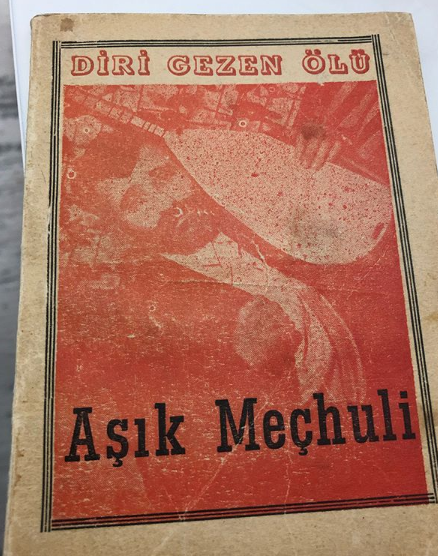 DİRİ GEZEN ÖLÜ
Aşık Meçhuli